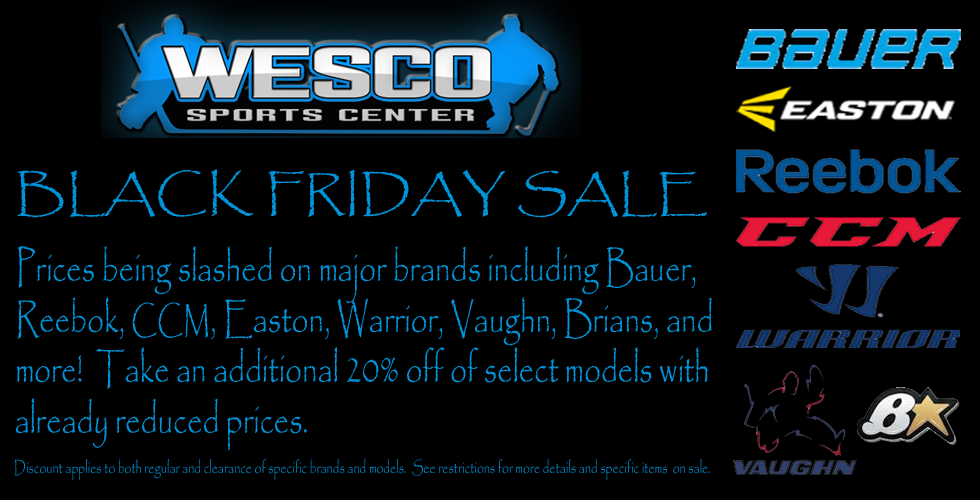 WESCO
SPORTS CENTER
BLACK FRIDAY SALE
Prices being slashed on major brands including Bauer,
Reebok, CCM, Easton, Warrior, Vaughn, Brians, and
more! Take an additional 20% off of select models with
already reduced prices.
Discount applies to both regular and clearance of specific brands and models. See restrictions for more details and specific items on sale.
BAUER
EASTON
Reebok
CCM
W
WARRIOR
VAUGHN
B